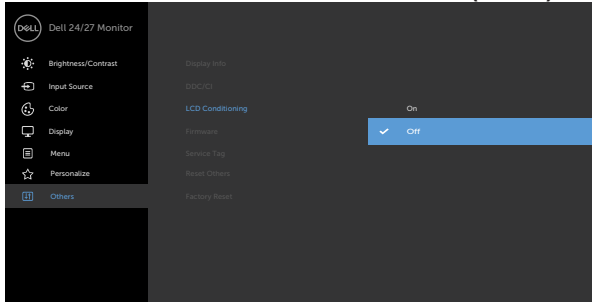 DELL Dell 24/27 Monitor
Brightness/Contrast
Input Source
Color
Display
Menu
Personalize
Others
Display Info
DDC/CI
LCD Conditioning
Firmware
Service Tag
Reset Others
Factory Reset
On
Off